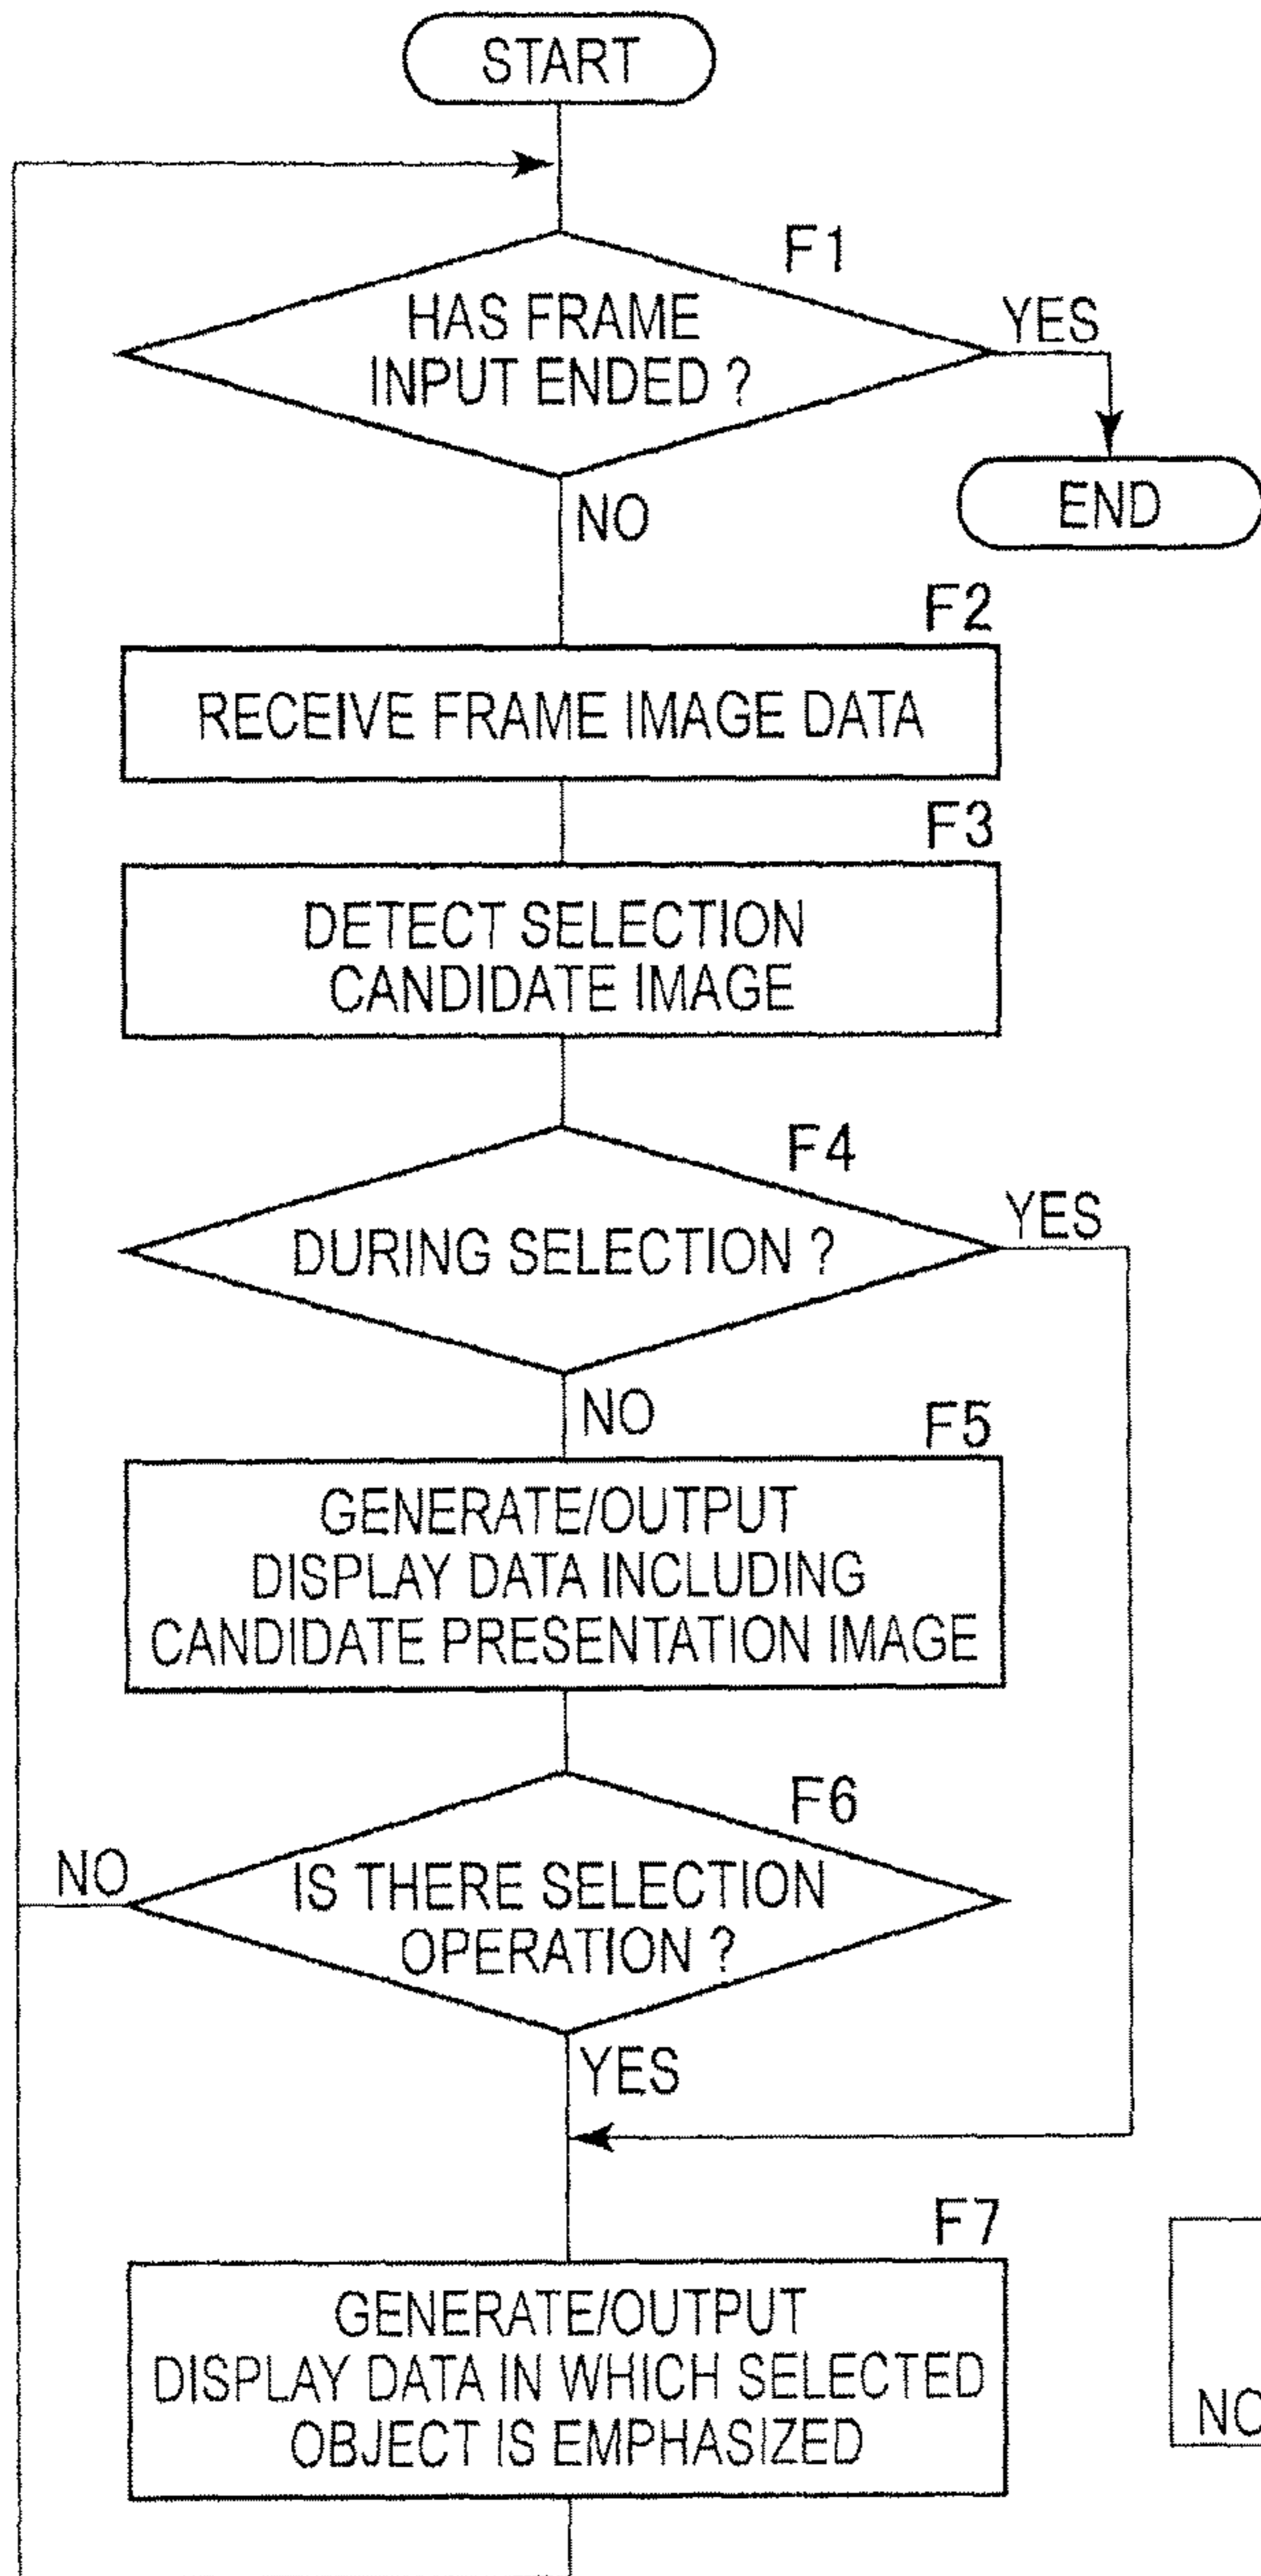 START
F1
HAS FRAME
INPUT ENDED ?
YES
END
NO
F2
RECEIVE FRAME IMAGE DATA
F3
DETECT SELECTION
CANDIDATE IMAGE
F4
DURING SELECTION ?
YES
NO
F5
GENERATE/OUTPUT
DISPLAY DATA INCLUDING
CANDIDATE PRESENTATION IMAGE
F6
NO
IS THERE SELECTION
OPERATION ?
YES
F7
GENERATE/OUTPUT
DISPLAY DATA IN WHICH SELECTED
OBJECT IS EMPHASIZED